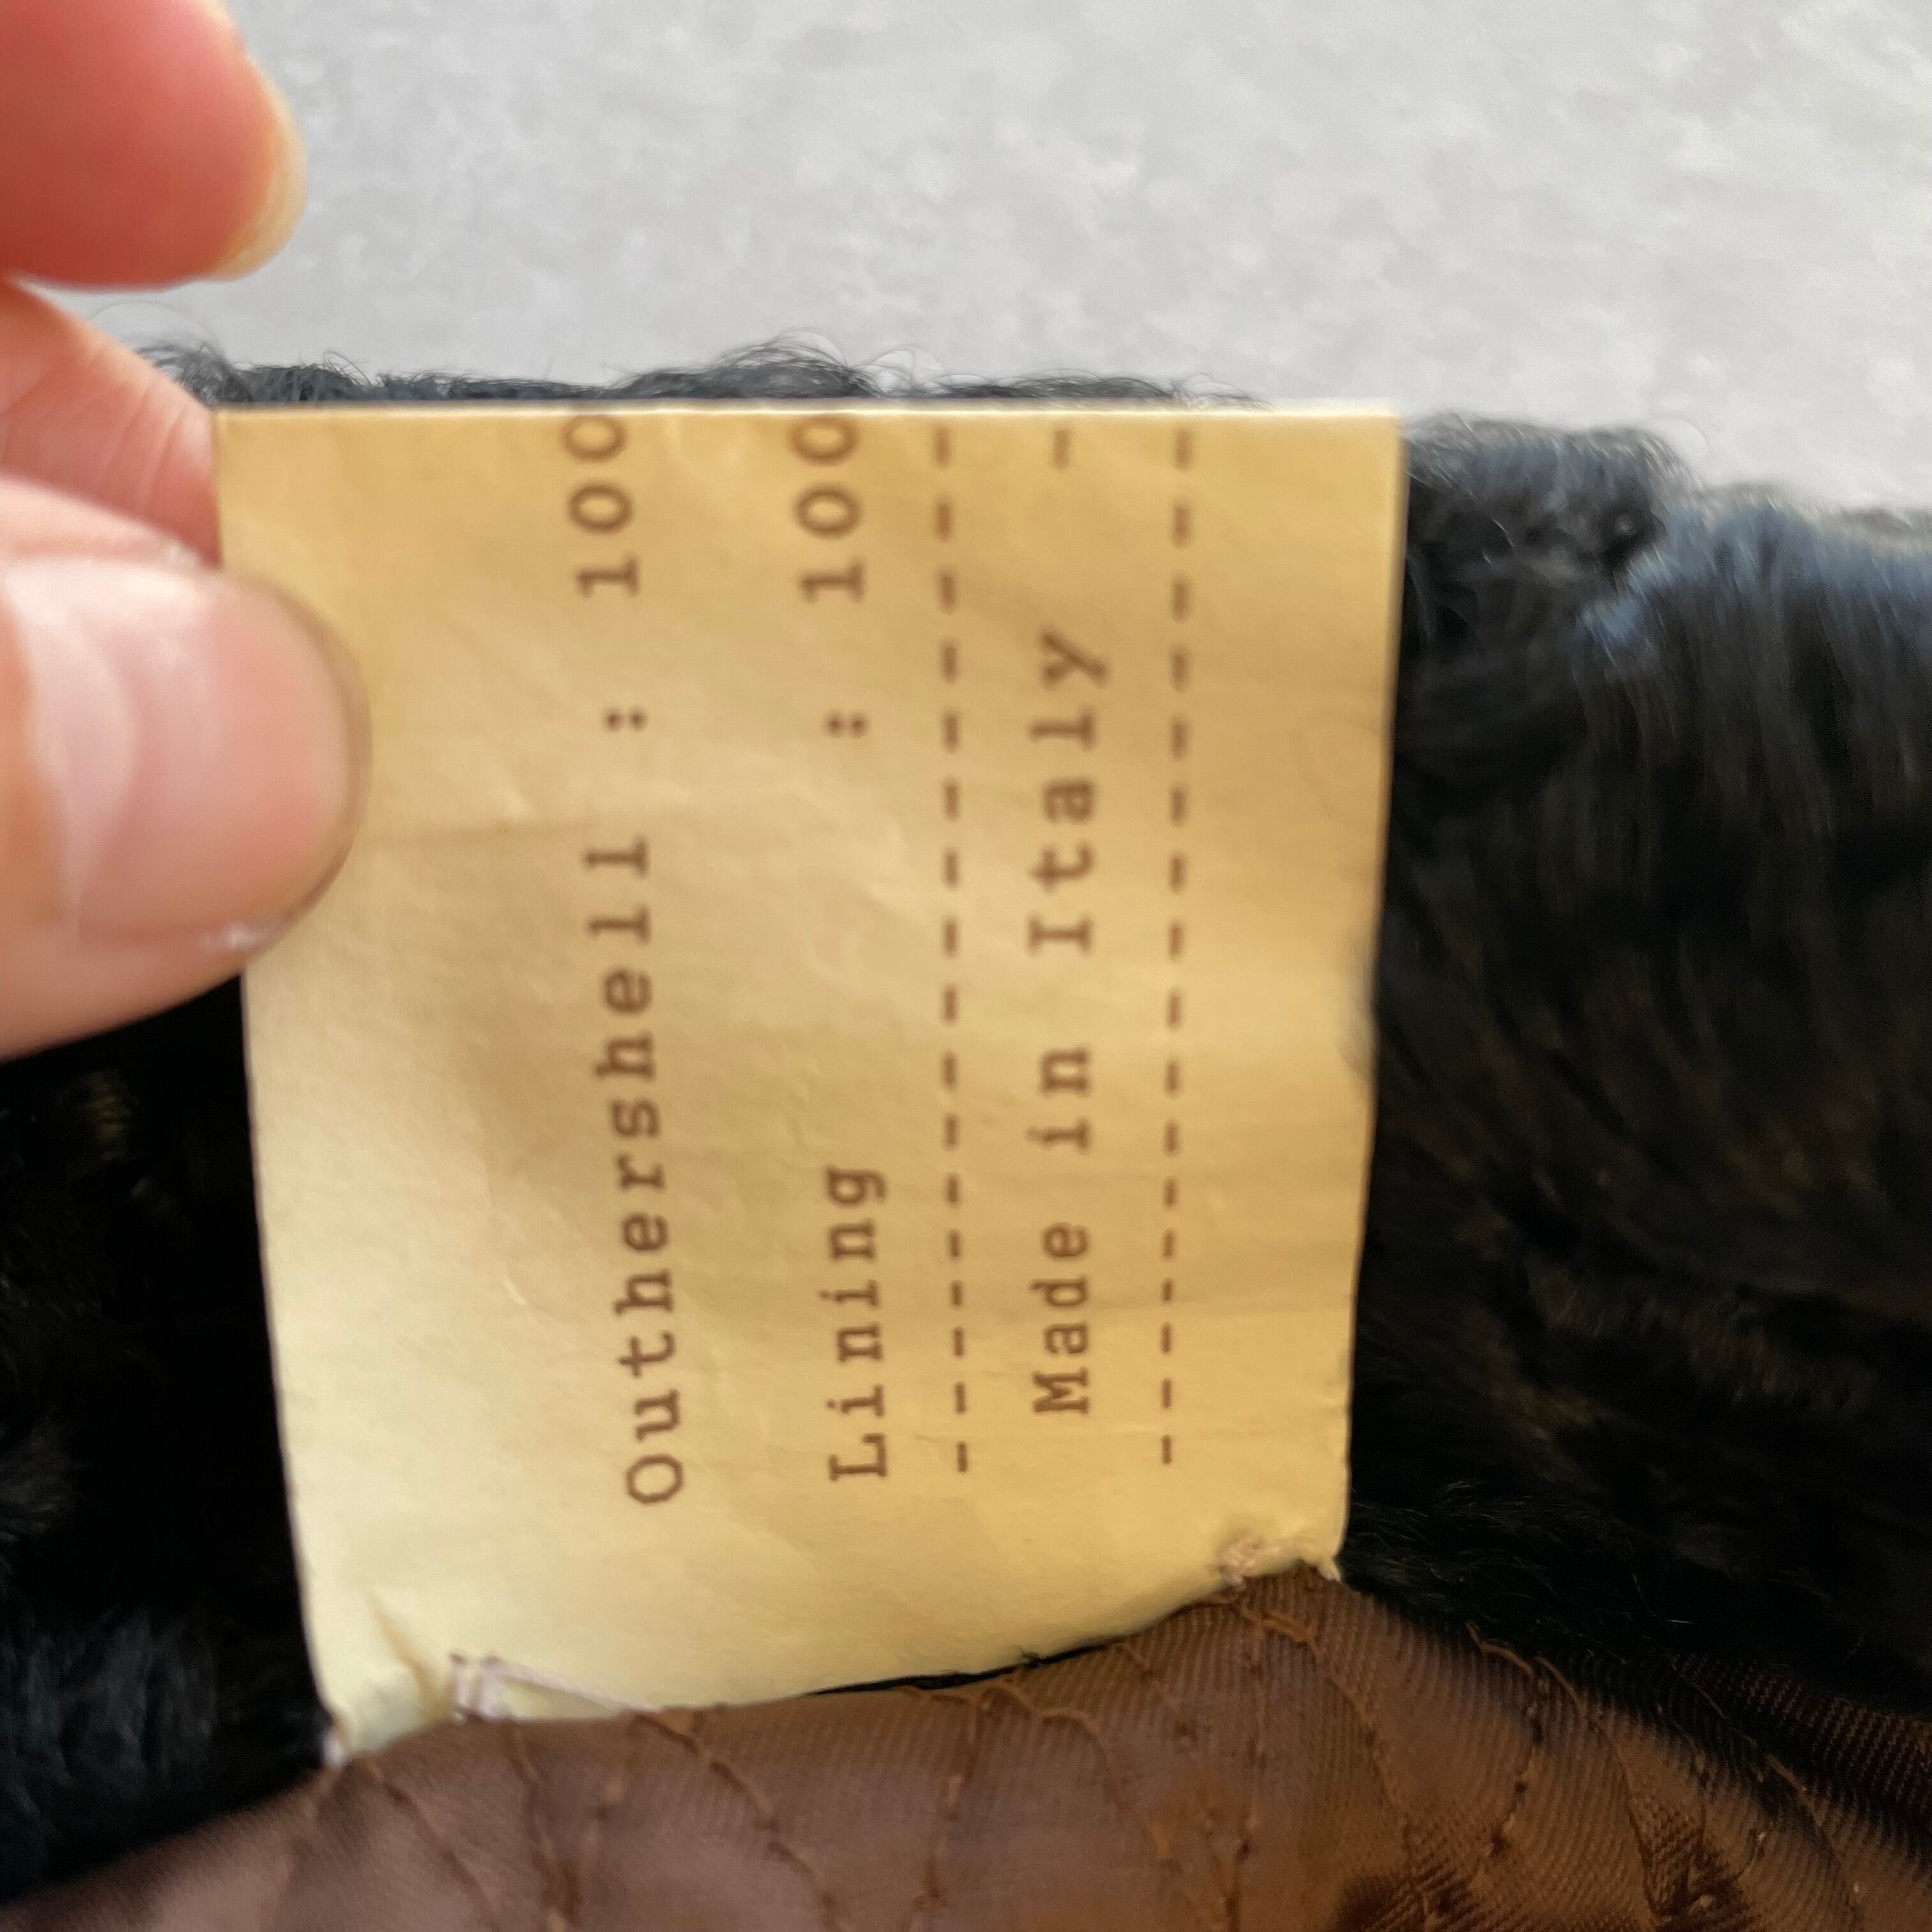 Outhershell : 100
Lining : 100
---------------
Made in Italy -
---------------